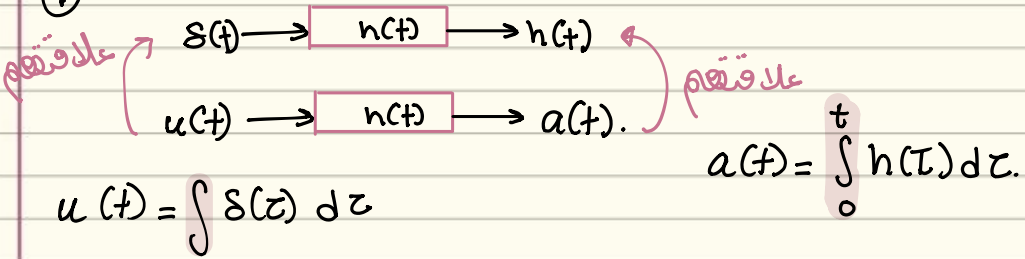 δ(t) → h(t) → h(t)
علاقتهم
علاقتهم
u(t) → h(t) → a(t).
a(t) = ∫₀ᵗ h(τ) dτ.
u(t) = ∫ δ(τ) dτ